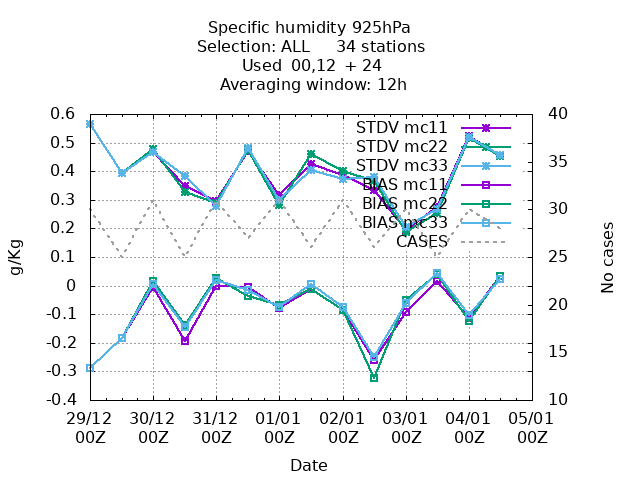 Specific humidity 925hPa
Selection: ALL 34 stations
Used 00,12 + 24
Averaging window: 12h
0.6
0.5
0.4
0.3
0.2
0.1
0
-0.1
-0.2
-0.3
-0.4
g/Kg
40
35
30
25
20
15
10
No cases
STDV mc11
STDV mc22
STDV mc33
BIAS mc11
BIAS mc22
BIAS mc33
CASES
29/12 30/12 31/12 01/01 02/01 03/01 04/01 05/01
00Z 00Z 00Z 00Z 00Z 00Z 00Z 00Z
Date